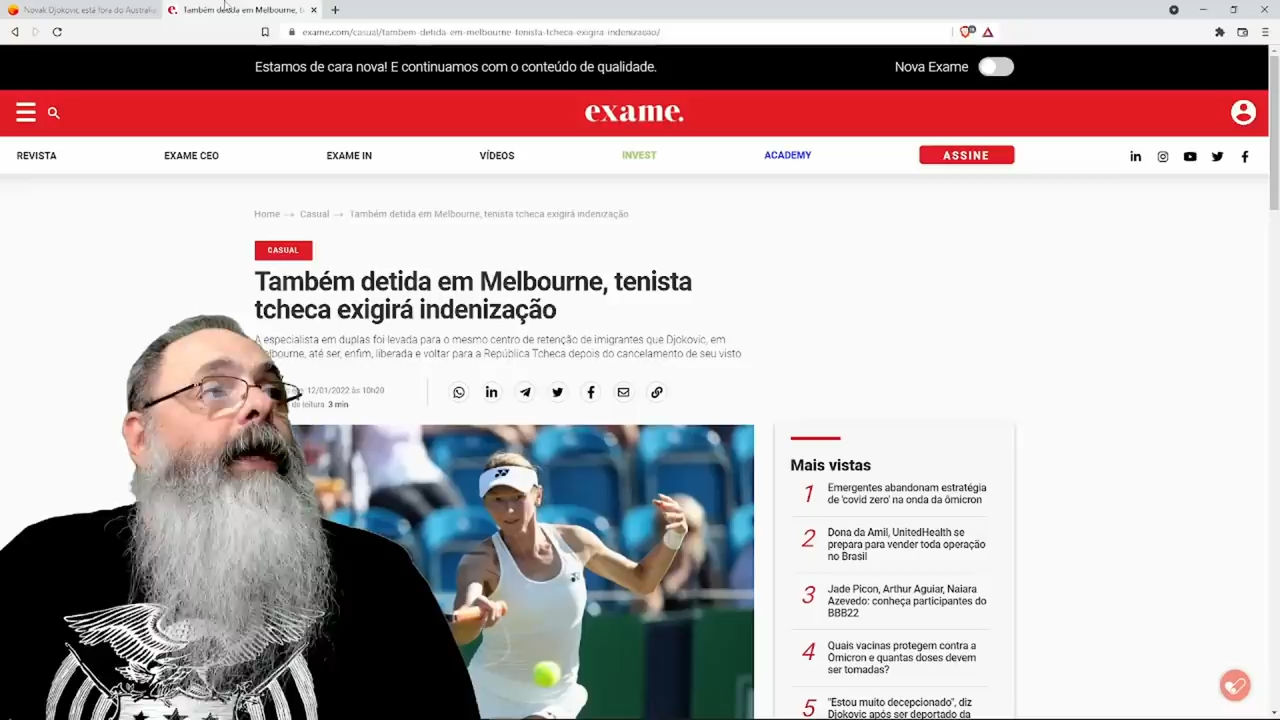 Novak Djokovic está fora do Austral
Também detida em Melbourne, t
exame.com/casual/tambem-detida-em-melbourne-tenista-tcheca-exigira-indenizacao/
Estamos de cara nova! E continuamos com o conteúdo de qualidade.
Nova Exame
exame.
REVISTA
EXAME CEO
EXAME IN
VÍDEOS
INVEST
ACADEMY
ASSINE
Home → Casual → Também detida em Melbourne, tenista tcheca exigirá indenização
CASUAL
Também detida em Melbourne, tenista
tcheca exigirá indenização
A especialista em duplas foi levada para o mesmo centro de retenção de imigrantes que Djokovic, em
elbourne, até ser, enfim, liberada e voltar para a República Tcheca depois do cancelamento de seu visto
12/01/2022 às 10h20
do leitura 3 min
Mais vistas
1 Emergentes abandonam estratégia
de 'covid zero' na onda da ômicron
2 Dona da Amil, UnitedHealth se
prepara para vender toda operação
no Brasil
3 Jade Picon, Arthur Aguiar, Naiara
Azevedo: conheça participantes do
BBB22
4 Quais vacinas protegem contra a
Ômicron e quantas doses devem
ser tomadas?
5 "Estou muito decepcionado", diz
Djokovic após ser deportado da